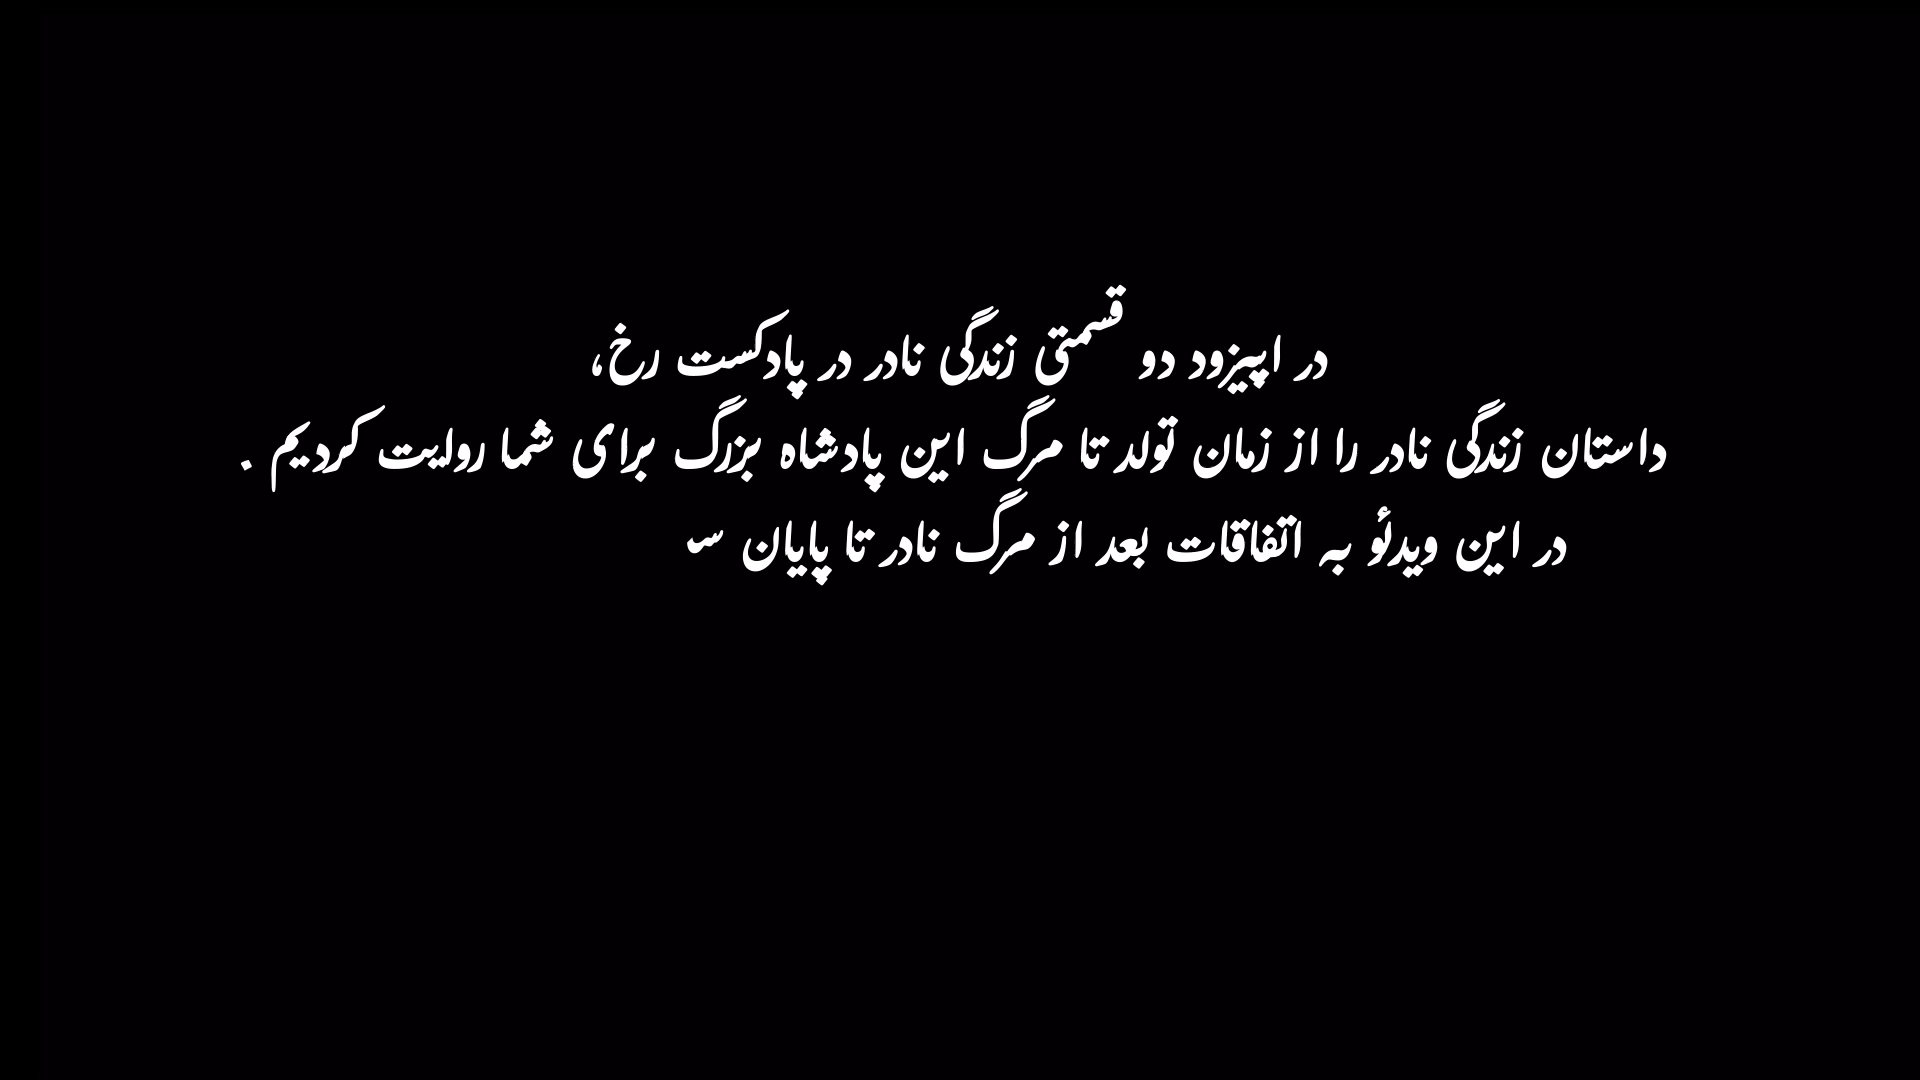 در اپیزود دو قسمتی زندگی نادر در پادکست رخ،
داستان زندگی نادر را از زمان تولد تا مرگ این پادشاه بزرگ برای شما روایت کردیم .
در این ویدئو به اتفاقات بعد از مرگ نادر تا پایان س